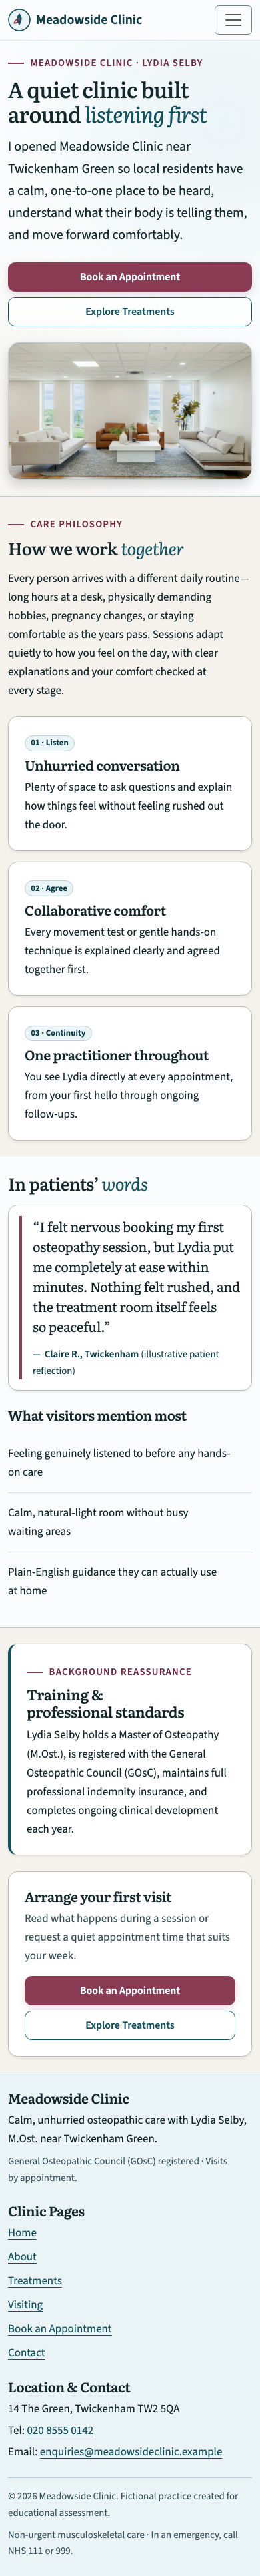 Meadowside Clinic
MEADOWSIDE CLINIC · LYDIA SELBY
A quiet clinic built
around listening first
I opened Meadowside Clinic near
Twickenham Green so local residents have
a calm, one-to-one place to be heard,
understand what their body is telling them,
and move forward comfortably.
Book an Appointment
Explore Treatments
CARE PHILOSOPHY
How we work together
Every person arrives with a different daily routine—
long hours at a desk, physically demanding
hobbies, pregnancy changes, or staying
comfortable as the years pass. Sessions adapt
quietly to how you feel on the day, with clear
explanations and your comfort checked at
every stage.
01 · Listen
Unhurried conversation
Plenty of space to ask questions and explain
how things feel without feeling rushed out
the door.
02 · Agree
Collaborative comfort
Every movement test or gentle hands-on
technique is explained clearly and agreed
together first.
03 · Continuity
One practitioner throughout
You see Lydia directly at every appointment,
from your first hello through ongoing
follow-ups.
In patients’ words
“I felt nervous booking my first
osteopathy session, but Lydia put
me completely at ease within
minutes. Nothing felt rushed, and
the treatment room itself feels
so peaceful.”
— Claire R., Twickenham (illustrative patient
reflection)
What visitors mention most
Feeling genuinely listened to before any hands-
on care
Calm, natural-light room without busy
waiting areas
Plain-English guidance they can actually use
at home
BACKGROUND REASSURANCE
Training &
professional standards
Lydia Selby holds a Master of Osteopathy
(M.Ost.), is registered with the General
Osteopathic Council (GOsC), maintains full
professional indemnity insurance, and
completes ongoing clinical development
each year.
Arrange your first visit
Read what happens during a session or
request a quiet appointment time that suits
your week.
Book an Appointment
Explore Treatments
Meadowside Clinic
Calm, unhurried osteopathic care with Lydia Selby,
M.Ost. near Twickenham Green.
General Osteopathic Council (GOsC) registered · Visits
by appointment.
Clinic Pages
Home
About
Treatments
Visiting
Book an Appointment
Contact
Location & Contact
14 The Green, Twickenham TW2 5QA
Tel: 020 8555 0142
Email: enquiries@meadowsideclinic.example
© 2026 Meadowside Clinic. Fictional practice created for
educational assessment.
Non-urgent musculoskeletal care · In an emergency, call
NHS 111 or 999.